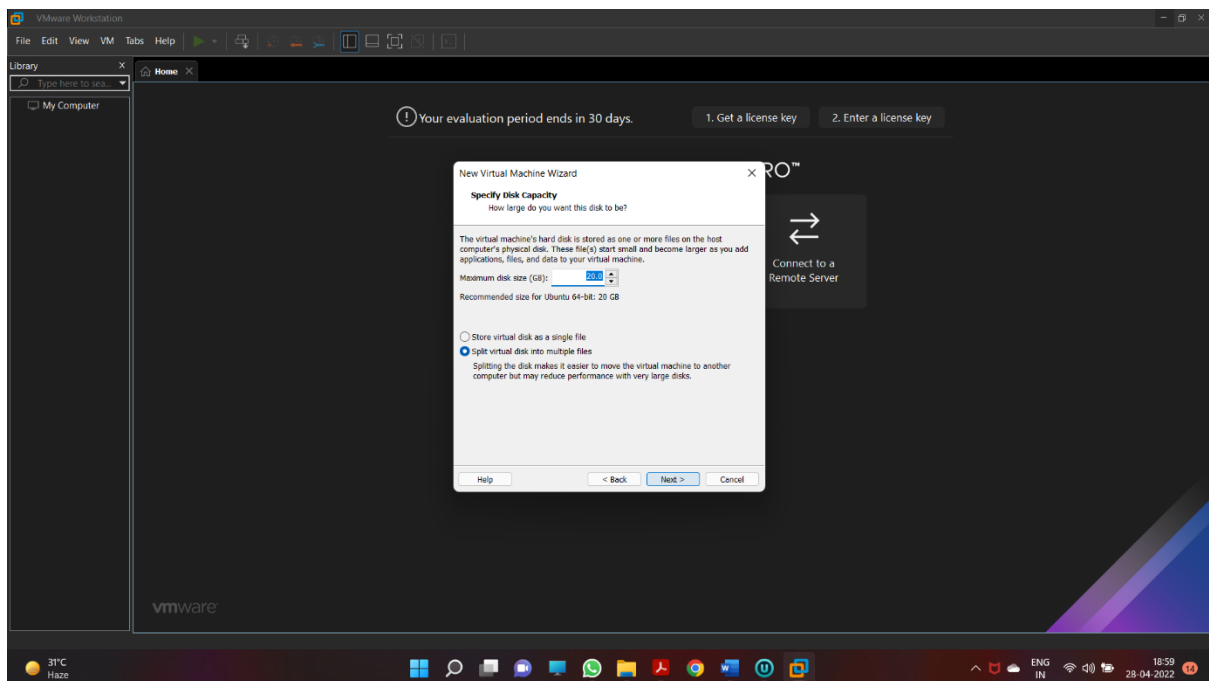 VMware Workstation
File Edit View VM Tabs Help
Library X
Home X
Type here to sea...
My Computer
Your evaluation period ends in 30 days.
1. Get a license key
2. Enter a license key
RO™
New Virtual Machine Wizard
Specify Disk Capacity
How large do you want this disk to be?
The virtual machine's hard disk is stored as one or more files on the host
computer's physical disk. These file(s) start small and become larger as you add
applications, files, and data to your virtual machine.
Maximum disk size (GB): 20.0
Recommended size for Ubuntu 64-bit: 20 GB
Store virtual disk as a single file
Split virtual disk into multiple files
Splitting the disk makes it easier to move the virtual machine to another
computer but may reduce performance with very large disks.
Help < Back Next > Cancel
Connect to a
Remote Server
vmware
31°C
Haze
ENG
IN
18:59
28-04-2022
14